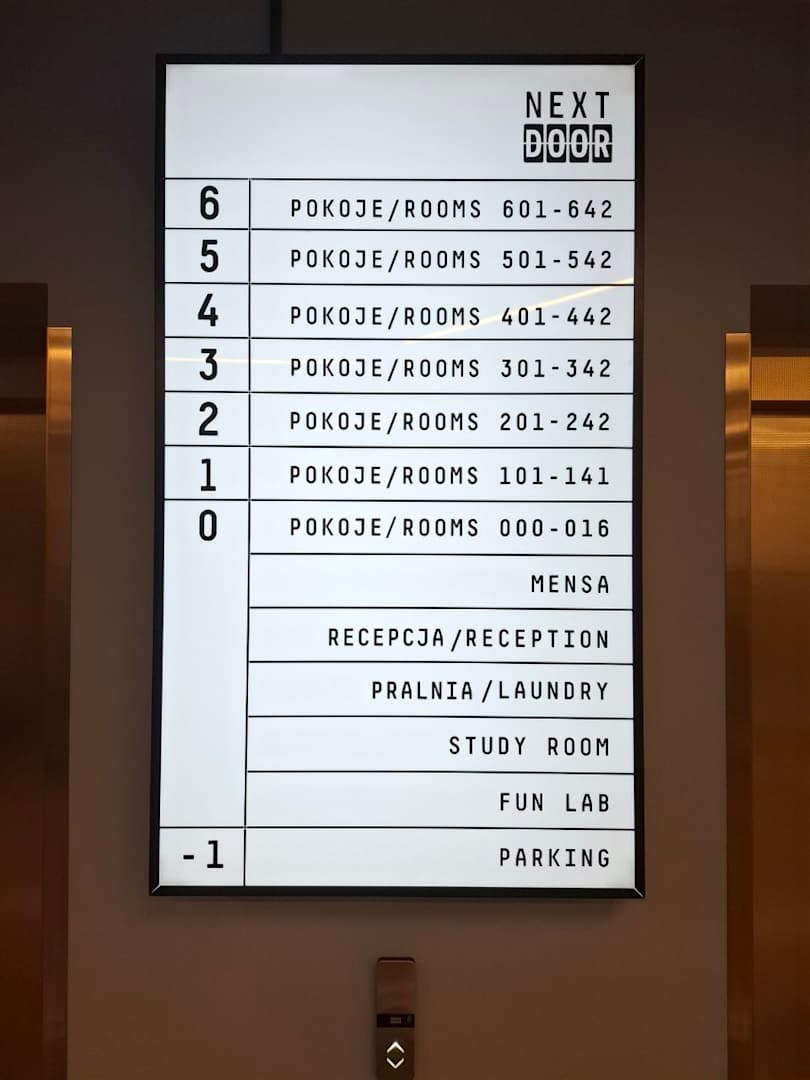 NEXT
DOOR
6 POKOJE/ROOMS 601-642
5 POKOJE/ROOMS 501-542
4 POKOJE/ROOMS 401-442
3 POKOJE/ROOMS 301-342
2 POKOJE/ROOMS 201-242
1 POKOJE/ROOMS 101-141
0 POKOJE/ROOMS 000-016
MENSA
RECEPCJA/RECEPTION
PRALNIA/LAUNDRY
STUDY ROOM
FUN LAB
-1 PARKING